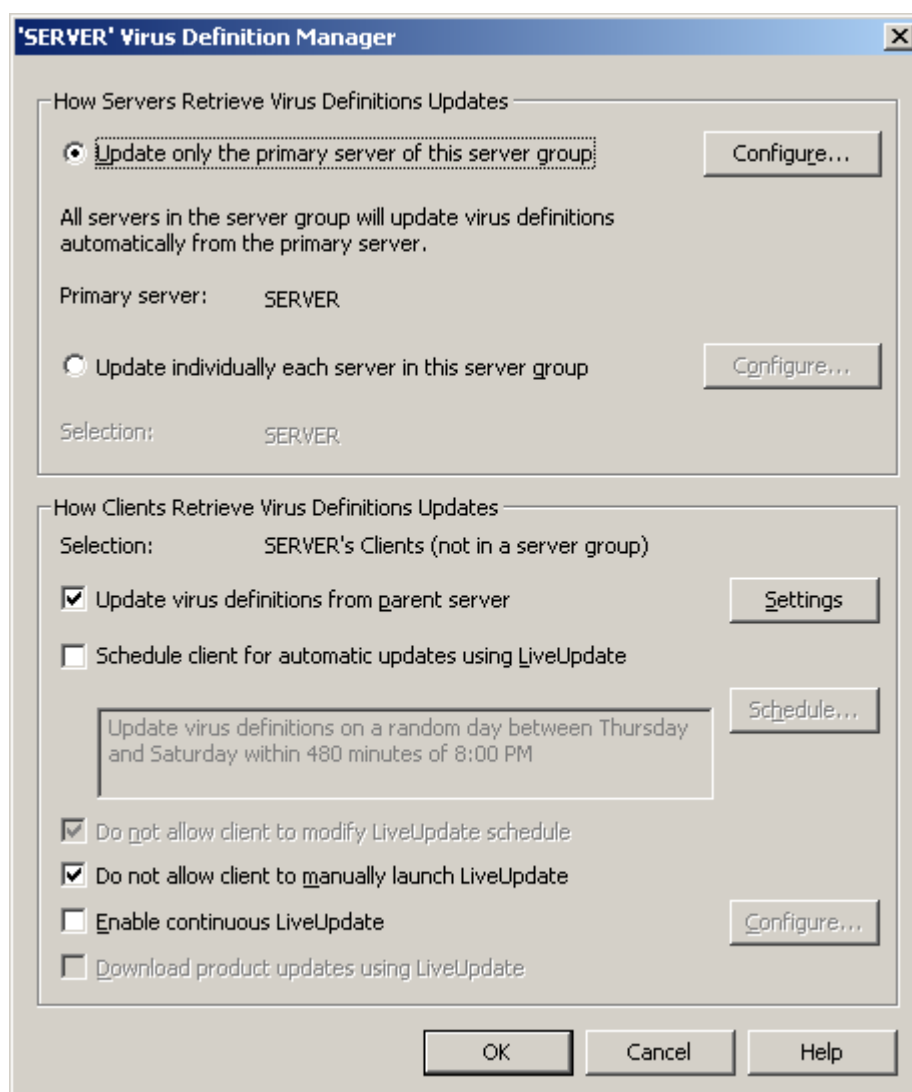 'SERVER' Virus Definition Manager
How Servers Retrieve Virus Definitions Updates
Update only the primary server of this server group
Configure...
All servers in the server group will update virus definitions
automatically from the primary server.
Primary server: SERVER
Update individually each server in this server group
Configure...
Selection: SERVER
How Clients Retrieve Virus Definitions Updates
Selection: SERVER's Clients (not in a server group)
Update virus definitions from parent server
Settings
Schedule client for automatic updates using LiveUpdate
Schedule...
Update virus definitions on a random day between Thursday
and Saturday within 480 minutes of 8:00 PM
Do not allow client to modify LiveUpdate schedule
Do not allow client to manually launch LiveUpdate
Enable continuous LiveUpdate
Configure...
Download product updates using LiveUpdate
OK Cancel Help